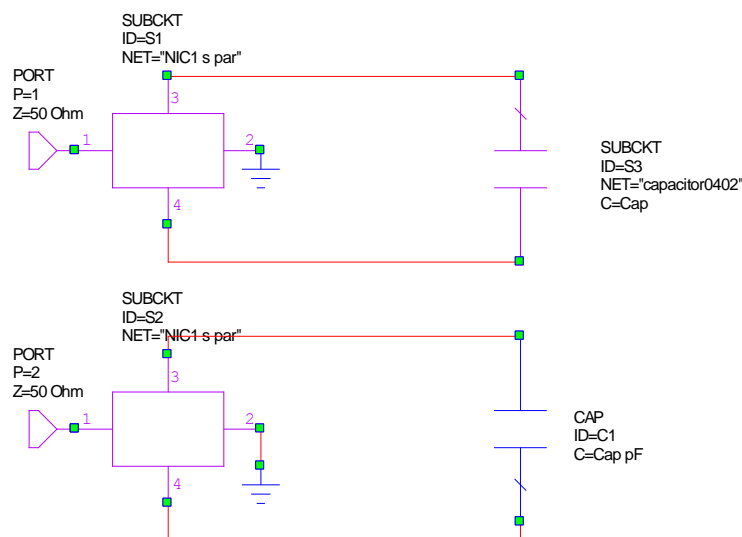 SUBCKT
ID=S1
NET="NIC1 s par"
PORT
P=1
Z=50 Ohm
3
1
2
4
SUBCKT
ID=S3
NET="capacitor0402"
C=Cap
SUBCKT
ID=S2
NET="NIC1 s par"
PORT
P=2
Z=50 Ohm
3
1
2
4
CAP
ID=C1
C=Cap pF